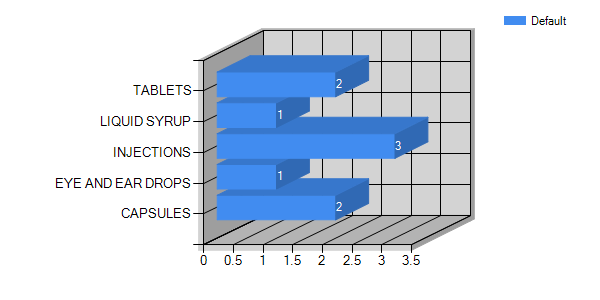 Default
TABLETS
2
LIQUID SYRUP
1
INJECTIONS
3
EYE AND EAR DROPS
1
CAPSULES
2
0 0.5 1 1.5 2 2.5 3 3.5